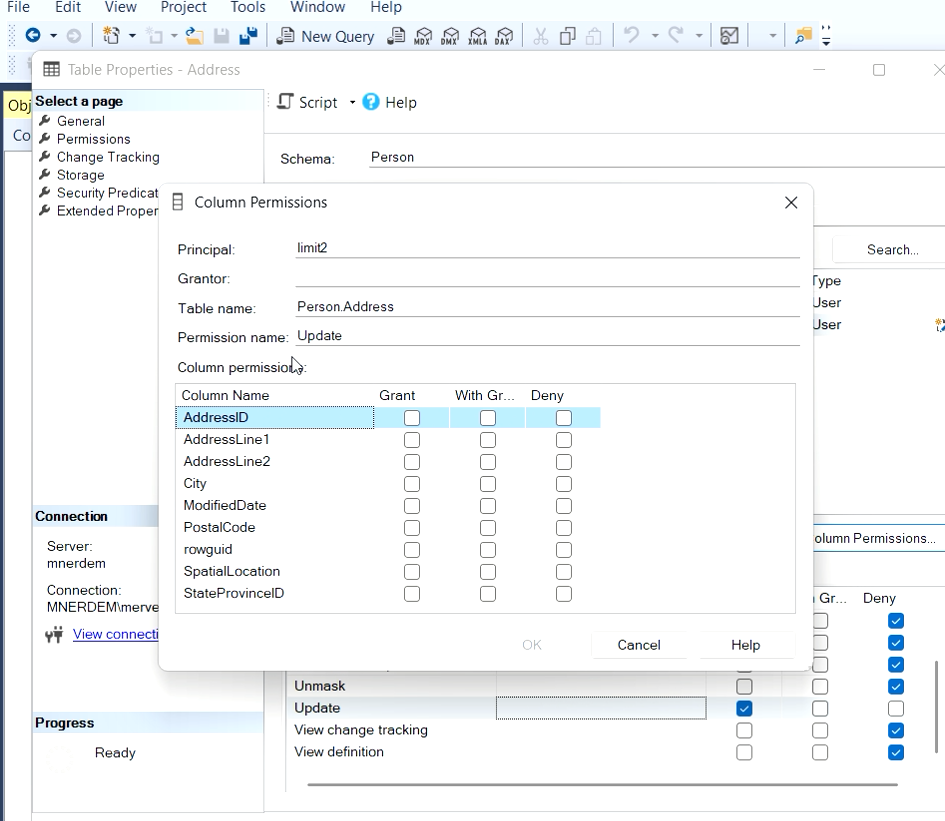 File Edit View Project Tools Window Help
New Query MDX DMX XMLA DAX
Table Properties - Address
Obj
Co
Select a page
General
Permissions
Change Tracking
Storage
Security Predicat
Extended Proper
Script Help
Schema: Person
Column Permissions
Principal: limit2
Grantor:
Table name: Person.Address
Permission name: Update
Column permissions:
Column Name Grant With Gr... Deny
AddressID
AddressLine1
AddressLine2
City
ModifiedDate
PostalCode
rowguid
SpatialLocation
StateProvinceID
OK Cancel Help
Search...
Type
User
User
olumn Permissions...
Gr... Deny
Unmask
Update
View change tracking
View definition
Connection
Server:
mnerdem
Connection:
MNERDEM\merve
View connecti
Progress
Ready